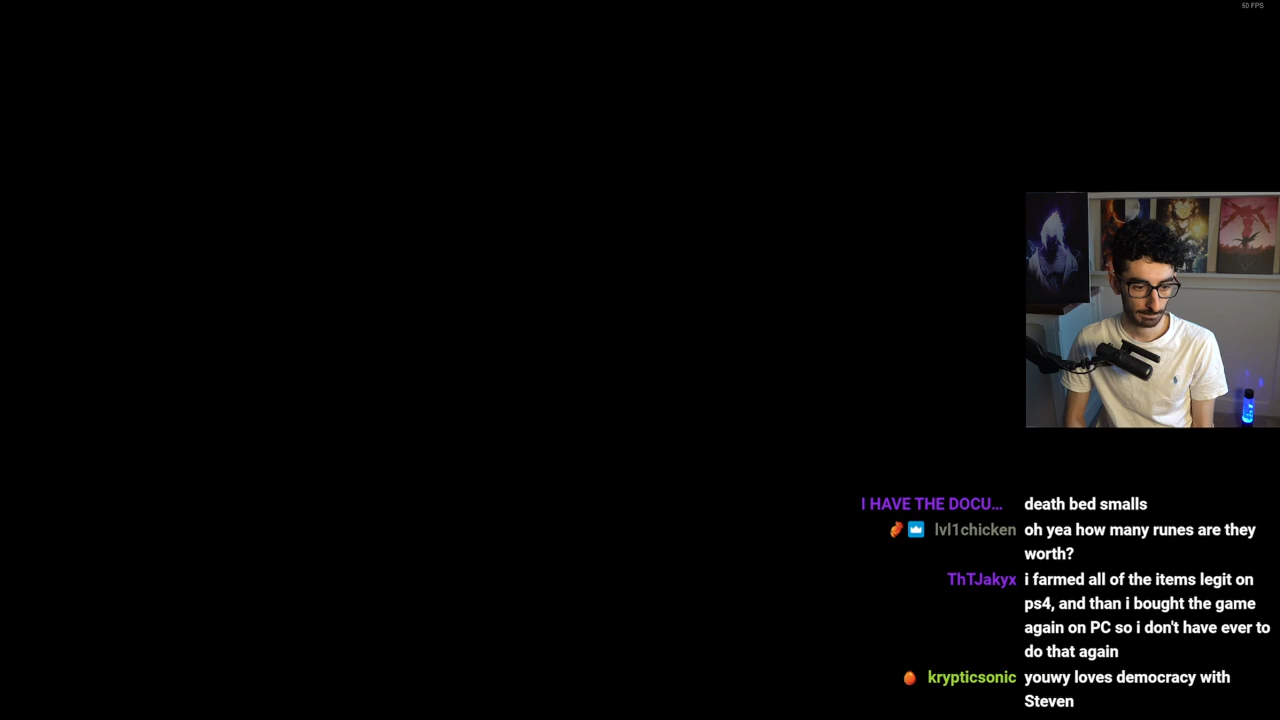 50 FPS
I HAVE THE DOCU... death bed smalls
lvl1chicken oh yea how many runes are they
worth?
ThTJakyx i farmed all of the items legit on
ps4, and than i bought the game
again on PC so i don't have ever to
do that again
krypticsonic youwy loves democracy with
Steven